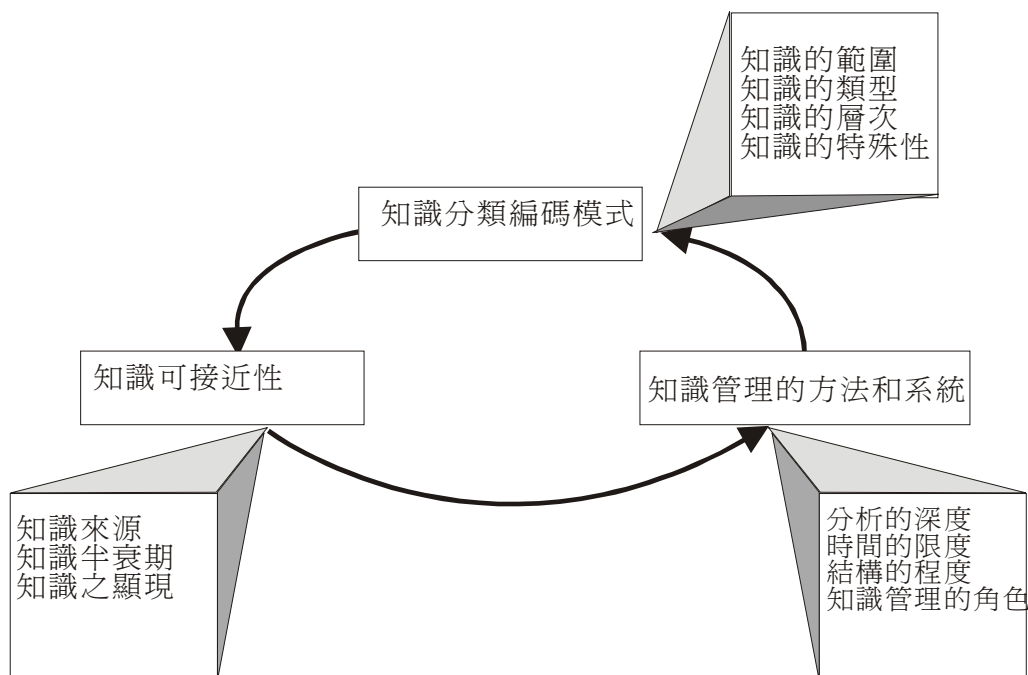 知識的範圍
知識的類型
知識的層次
知識的特殊性
知識分類編碼模式
知識可接近性
知識管理的方法和系統
知識來源
知識半衰期
知識之顯現
分析的深度
時間的限度
結構的程度
知識管理的角色